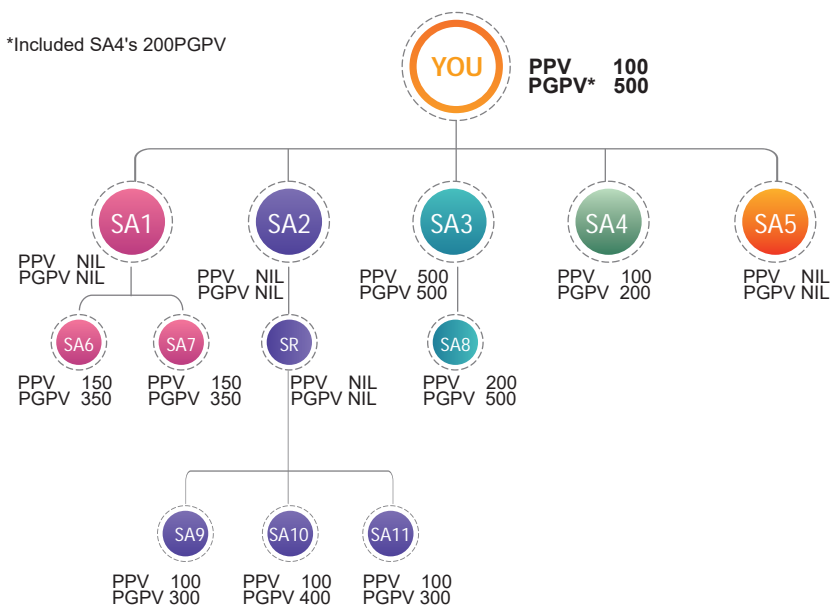 *Included SA4's 200PGPV
YOU
PPV 100
PGPV* 500
SA1
SA2
SA3
SA4
SA5
PPV NIL
PGPV NIL
PPV NIL
PGPV NIL
PPV 500
PGPV 500
PPV 100
PGPV 200
PPV NIL
PGPV NIL
SA6
SA7
SR
SA8
PPV 150
PGPV 350
PPV 150
PGPV 350
PPV NIL
PGPV NIL
PPV 200
PGPV 500
SA9
SA10
SA11
PPV 100
PGPV 300
PPV 100
PGPV 400
PPV 100
PGPV 300